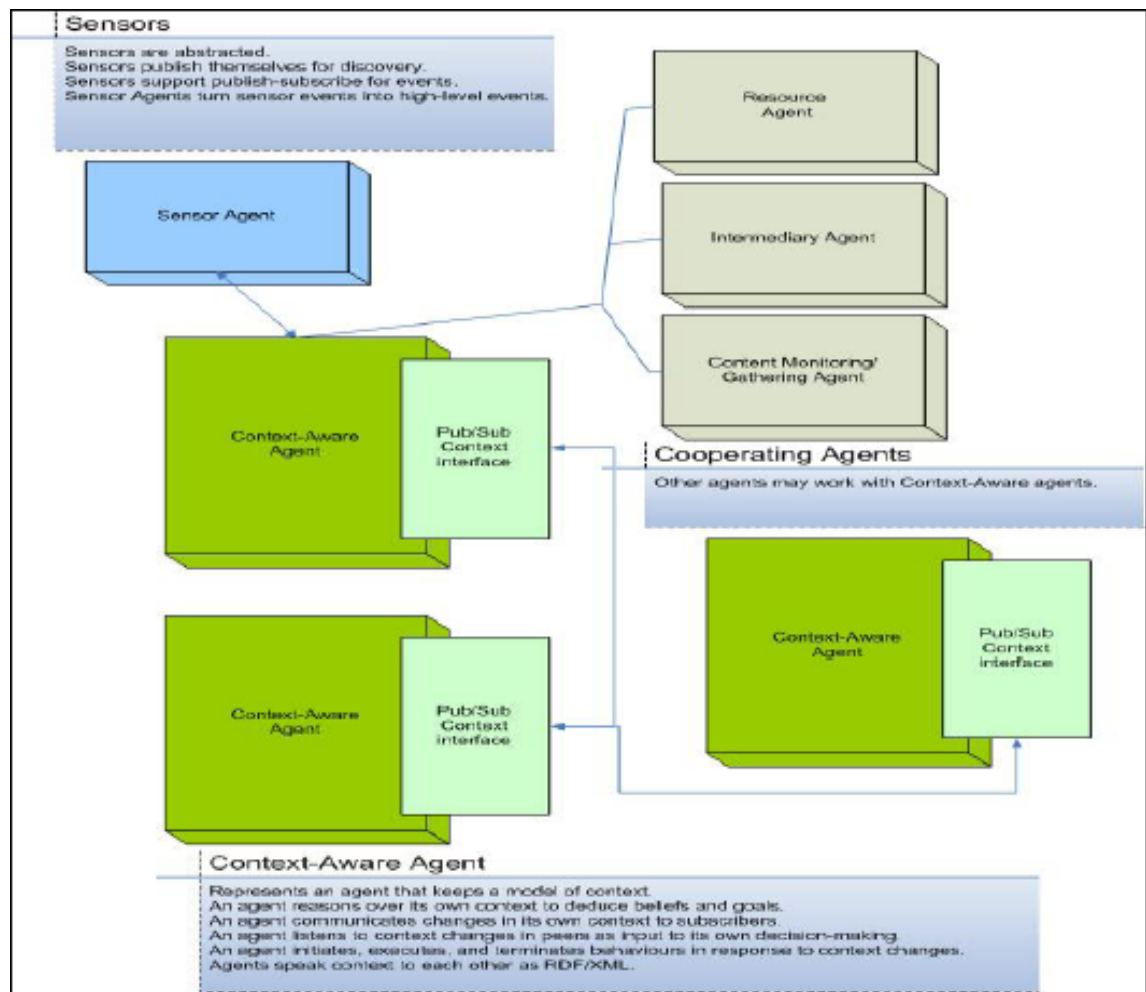 Sensors
Sensors are abstracted.
Sensors publish themselves for discovery.
Sensors support publish-subscribe for events.
Sensor Agents turn sensor events into high-level events.
Resource
Agent
Sensor Agent
Intermediary Agent
Content Monitoring/
Gathering Agent
Context-Aware
Agent
Pub/Sub
Context
interface
Cooperating Agents
Other agents may work with Context-Aware agents.
Context-Aware
Agent
Pub/Sub
Context
interface
Context-Aware
Agent
Pub/Sub
Context
interface
Context-Aware Agent
Represents an agent that keeps a model of context.
An agent reasons over its own context to deduce beliefs and goals.
An agent communicates changes in its own context to subscribers.
An agent listens to context changes in peers as input to its own decision-making.
An agent initiates, executes, and terminates behaviours in response to context changes.
Agents speak context to each other as RDF/XML.